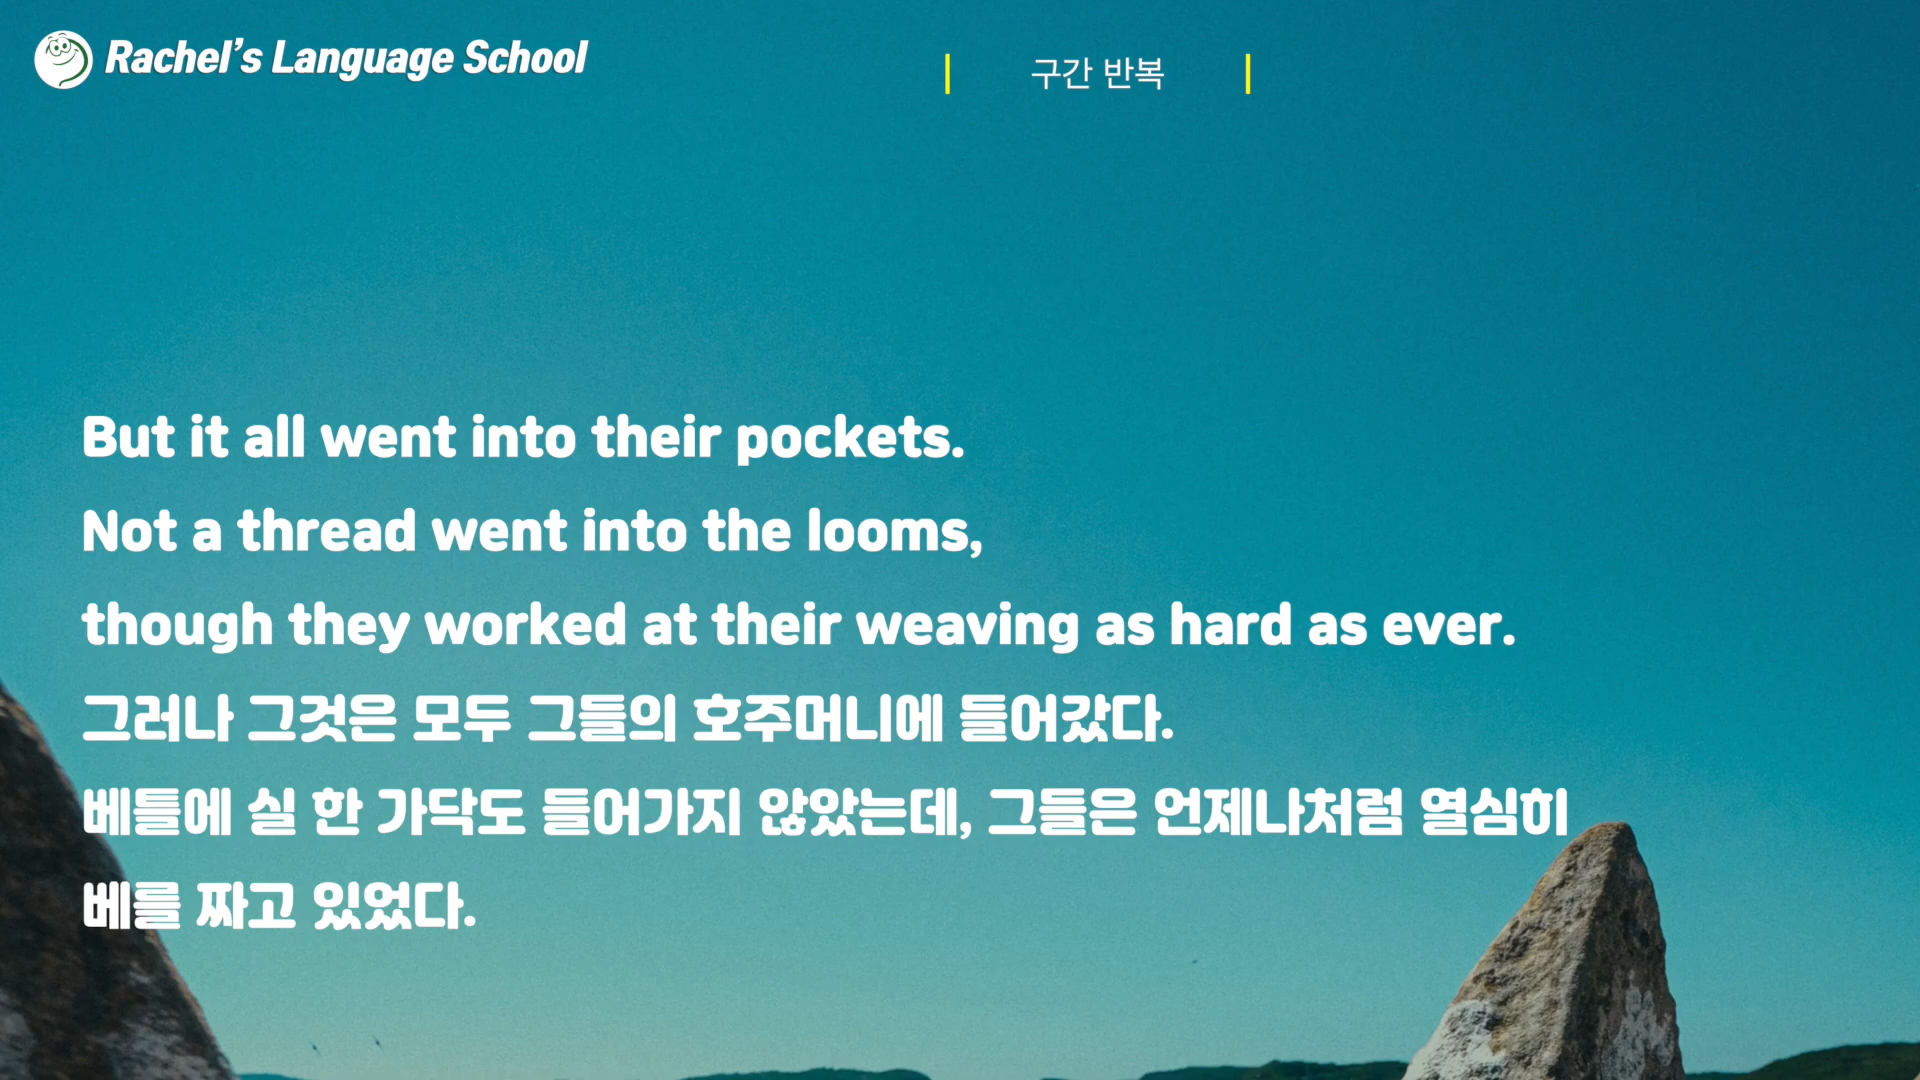 Rachel's Language School
구간 반복
But it all went into their pockets.
Not a thread went into the looms,
though they worked at their weaving as hard as ever.
그러나 그것은 모두 그들의 호주머니에 들어갔다.
베틀에 실 한 가닥도 들어가지 않았는데, 그들은 언제나처럼 열심히
베를 짜고 있었다.